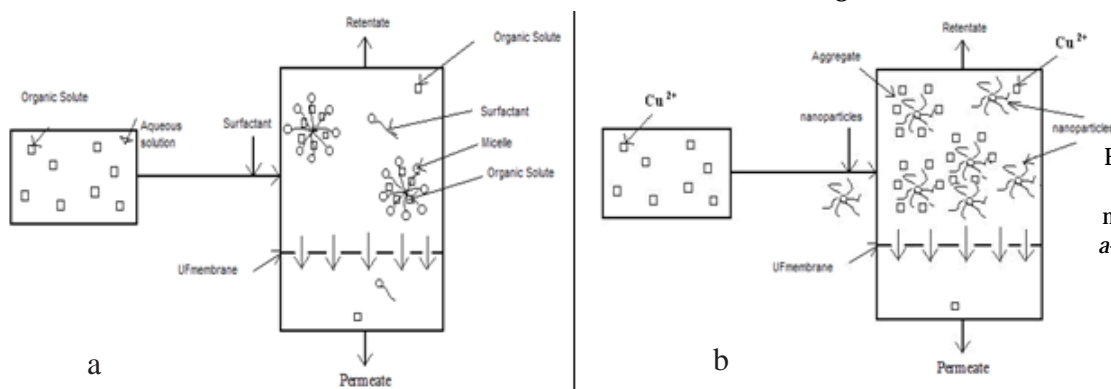 Retentate
Organic Solute
Organic Solute
Aqueous
solution
Surfactant
Surfactant
Micelle
Organic Solute
UFmembrane
Permeate
a
Retentate
Cu 2+
Aggregate
Cu 2+
nanoparticles
nanoparticles
UFmembrane
Permeate
b